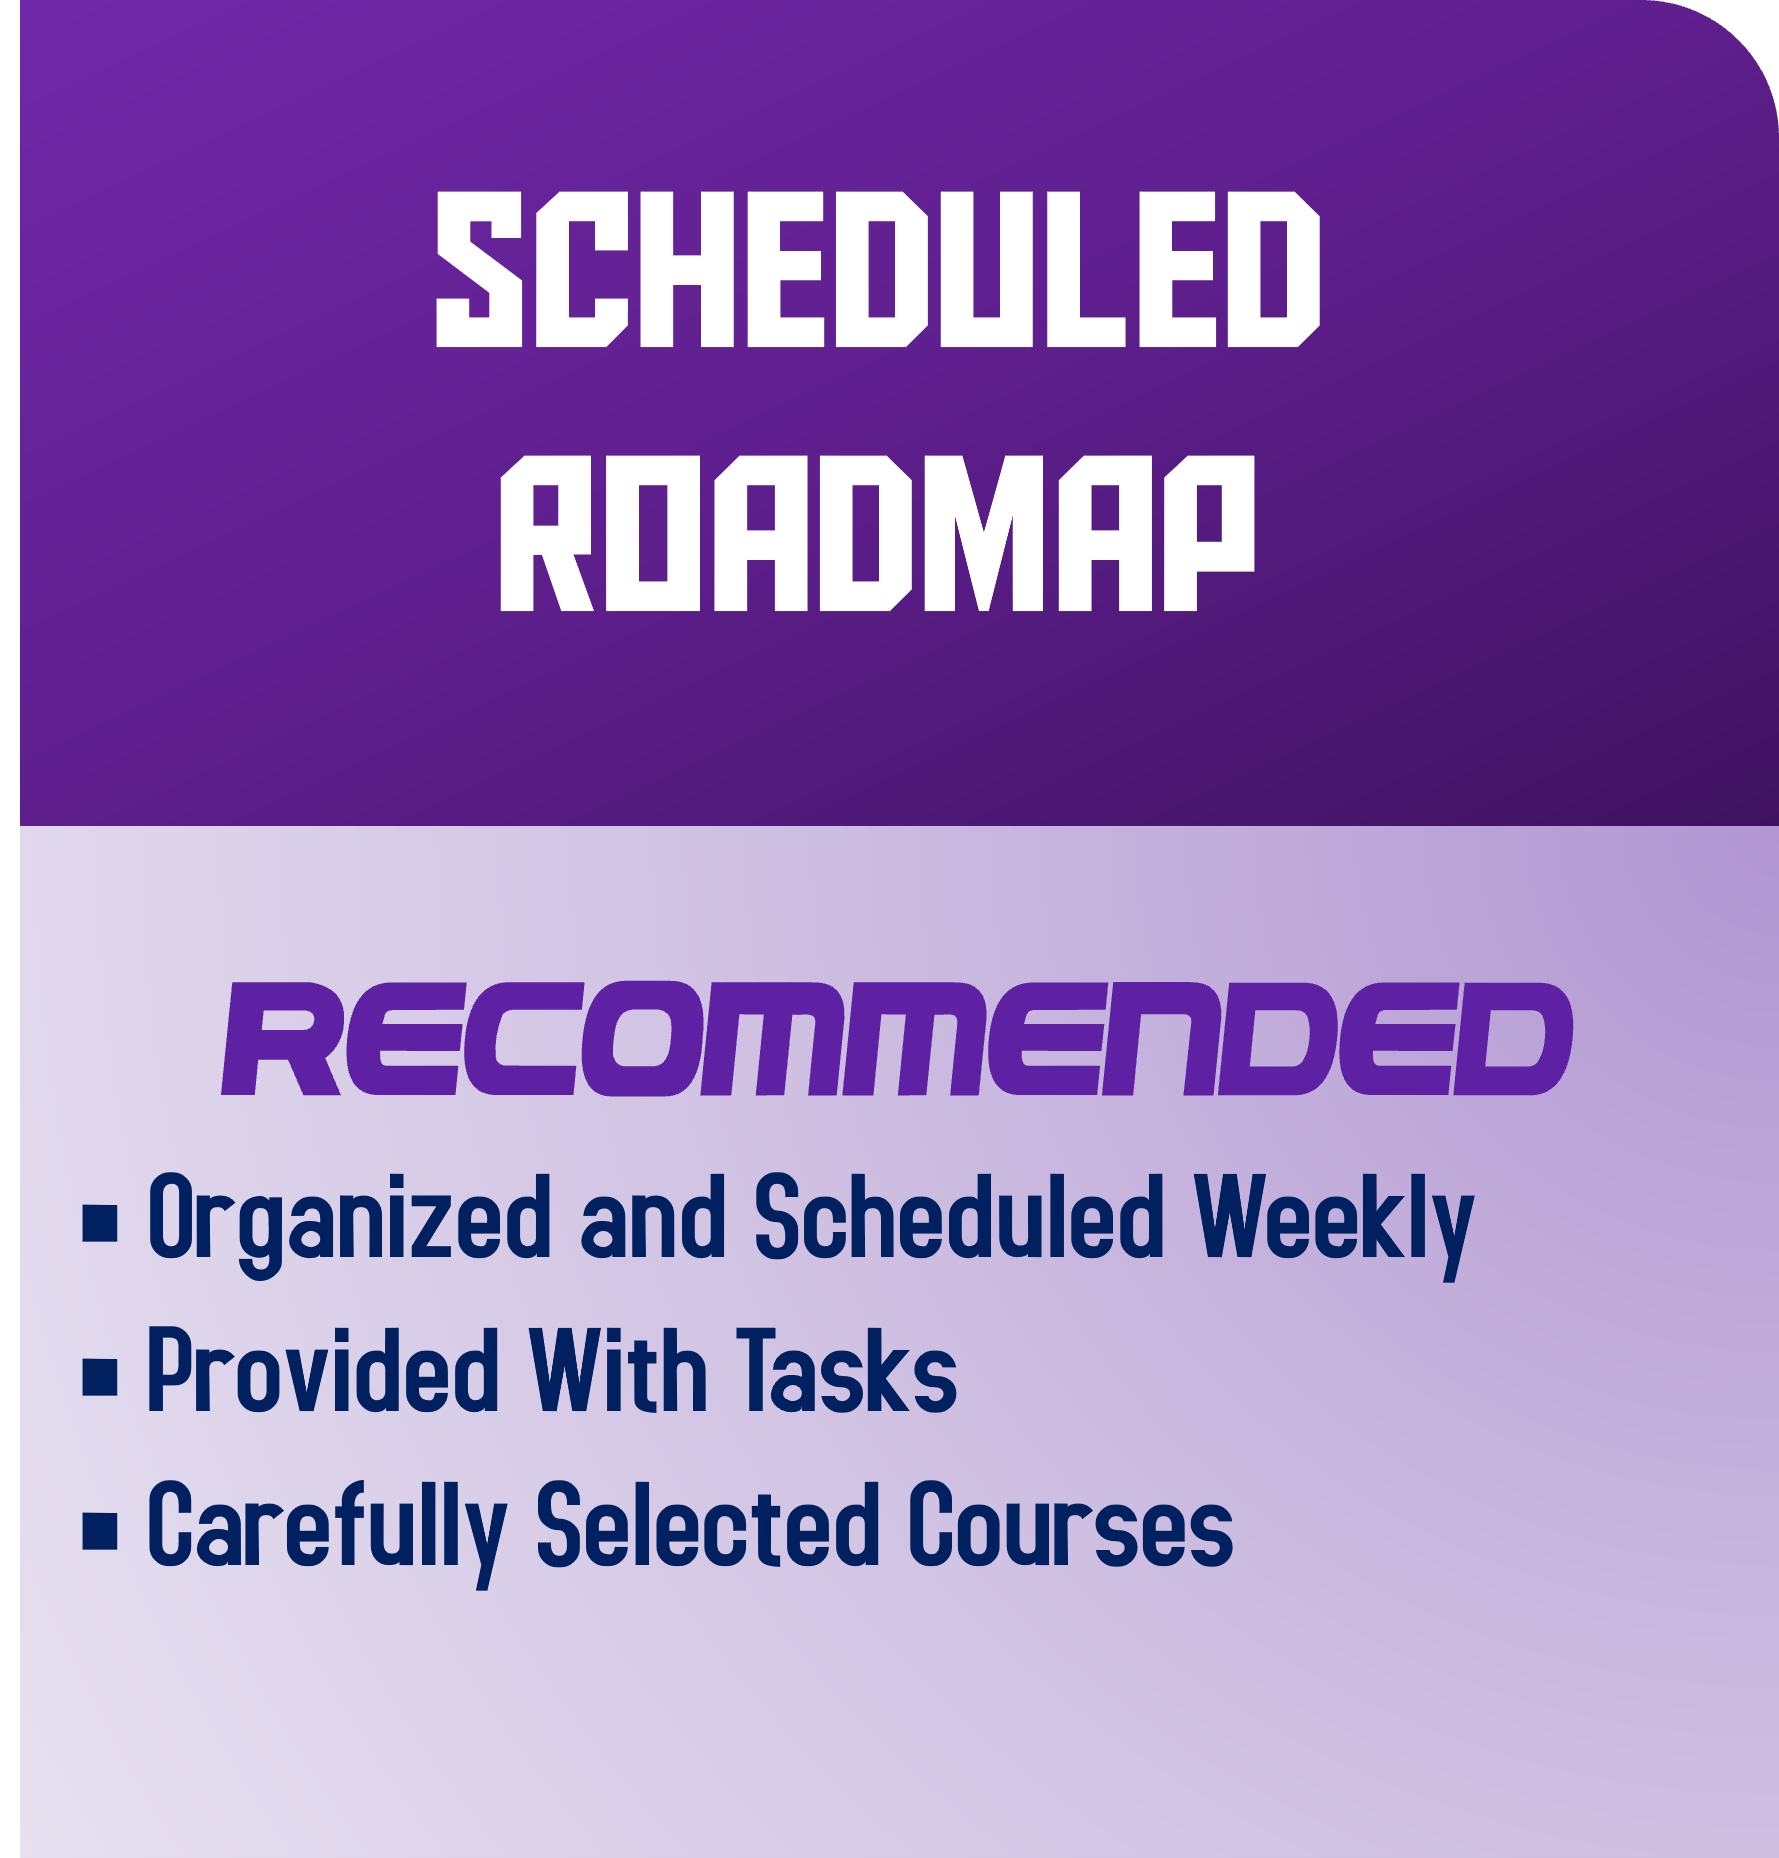 SCHEDULED
ROADMAP
RECOMMENDED
▪ Organized and Scheduled Weekly
▪ Provided With Tasks
▪ Carefully Selected Courses